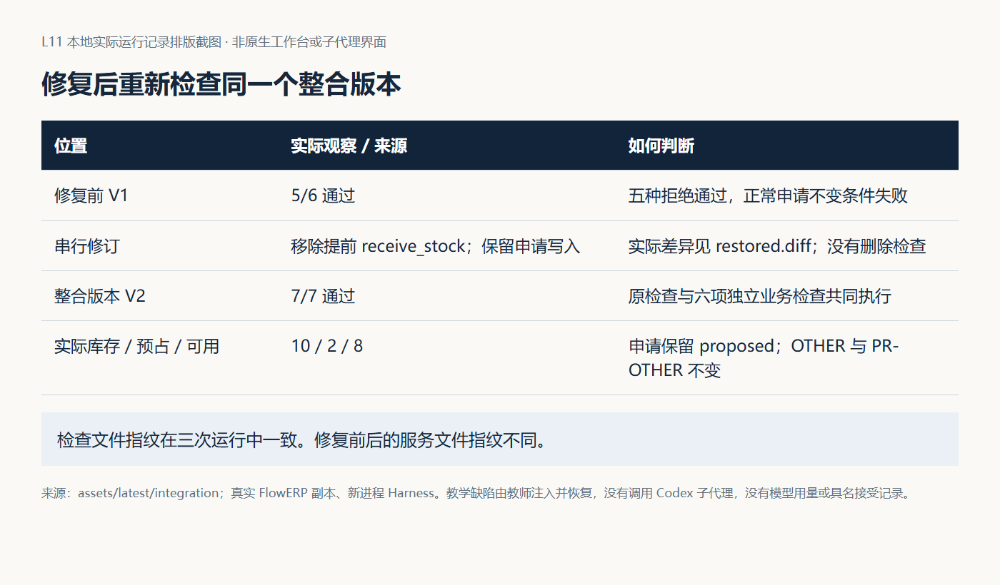 L11 本地实际运行记录排版截图 · 非原生工作台或子代理界面
修复后重新检查同一个整合版本
位置 实际观察 / 来源 如何判断
修复前 V1 5/6 通过 五种拒绝通过，正常申请不变条件失败
串行修订 移除提前 receive_stock；保留申请写入 实际差异见 restored.diff；没有删除检查
整合版本 V2 7/7 通过 原检查与六项独立业务检查共同执行
实际库存 / 预占 / 可用 10 / 2 / 8 申请保留 proposed；OTHER 与 PR-
OTHER 不变
检查文件指纹在三次运行中一致。修复前后的服务文件指纹不同。
来源：assets/latest/integration；真实 FlowERP 副本、新进程 Harness。教学缺陷由教师注入并恢复，没有调用 Codex 子代理，没有模型用量或具名接受记录。